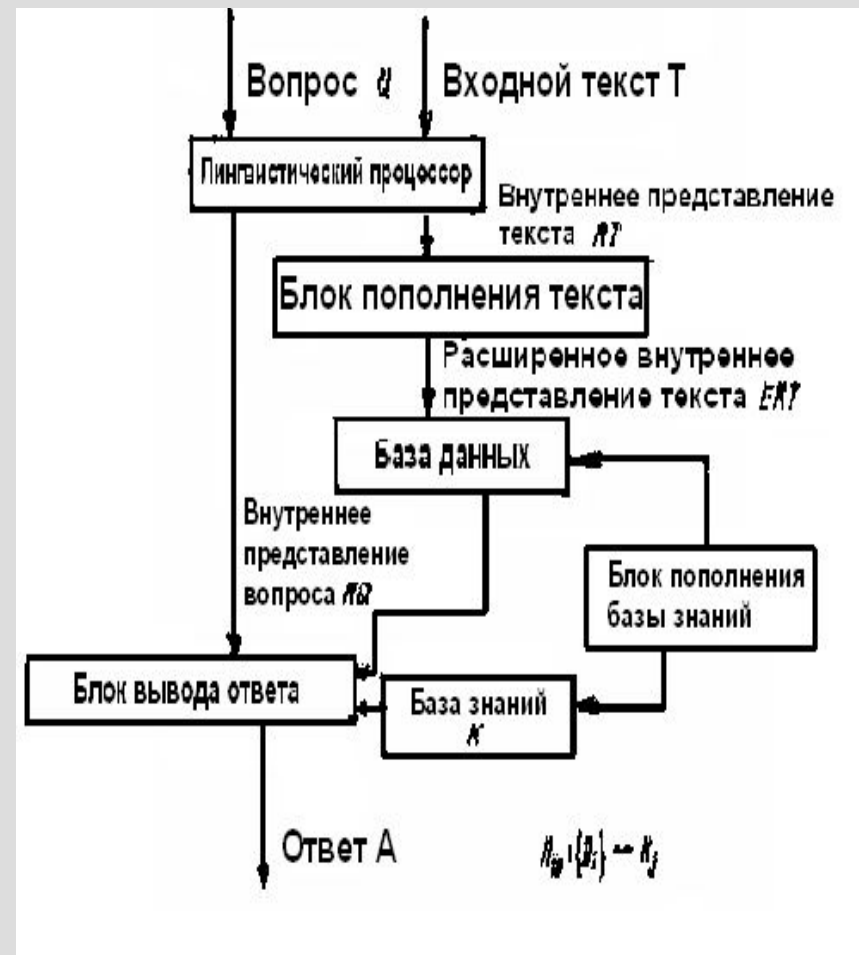 Вопрос Q
Входной текст Т
Лингвистический процессор
Внутреннее представление
текста RT
Блок пополнения текста
Расширенное внутреннее
представление текста ERT
База данных
Внутреннее
представление
вопроса RQ
Блок пополнения
базы знаний
Блок вывода ответа
База знаний
K
Ответ А